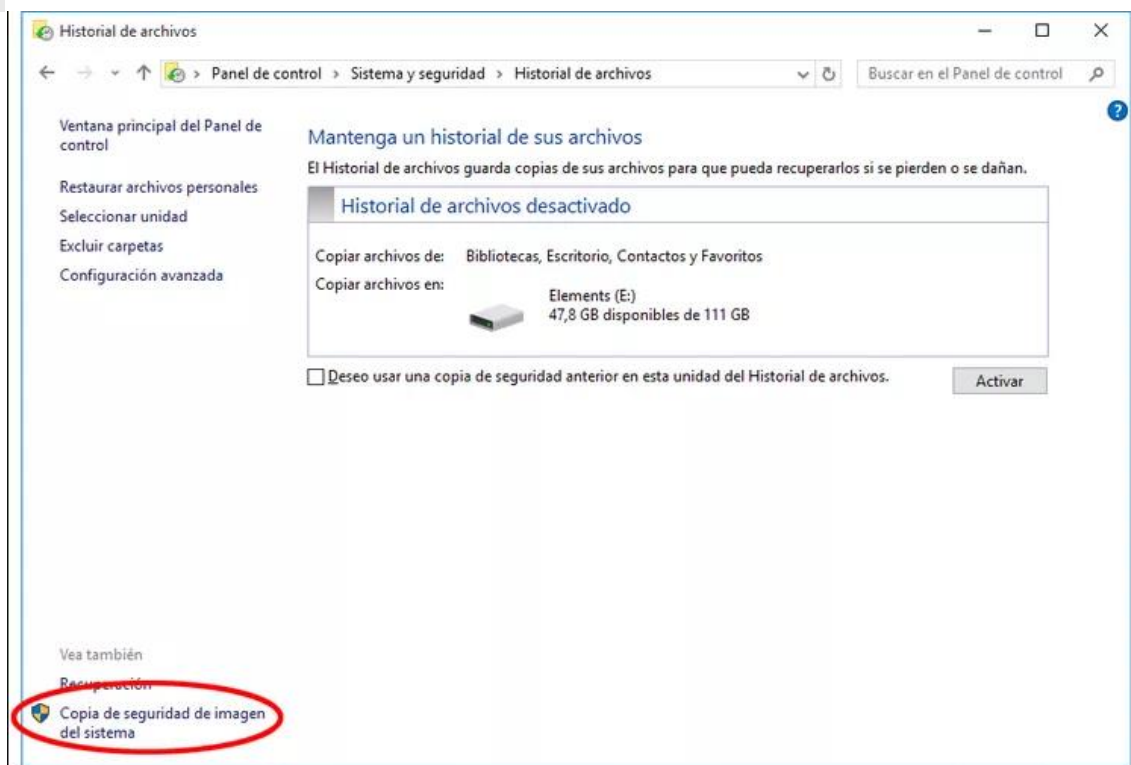 Historial de archivos
Panel de control > Sistema y seguridad > Historial de archivos
Buscar en el Panel de control
Ventana principal del Panel de
control
Restaurar archivos personales
Seleccionar unidad
Excluir carpetas
Configuración avanzada
Mantenga un historial de sus archivos
El Historial de archivos guarda copias de sus archivos para que pueda recuperarlos si se pierden o se dañan.
Historial de archivos desactivado
Copiar archivos de: Bibliotecas, Escritorio, Contactos y Favoritos
Copiar archivos en:
Elements (E:)
47,8 GB disponibles de 111 GB
Deseo usar una copia de seguridad anterior en esta unidad del Historial de archivos.
Activar
Vea también
Recuperación
Copia de seguridad de imagen
del sistema